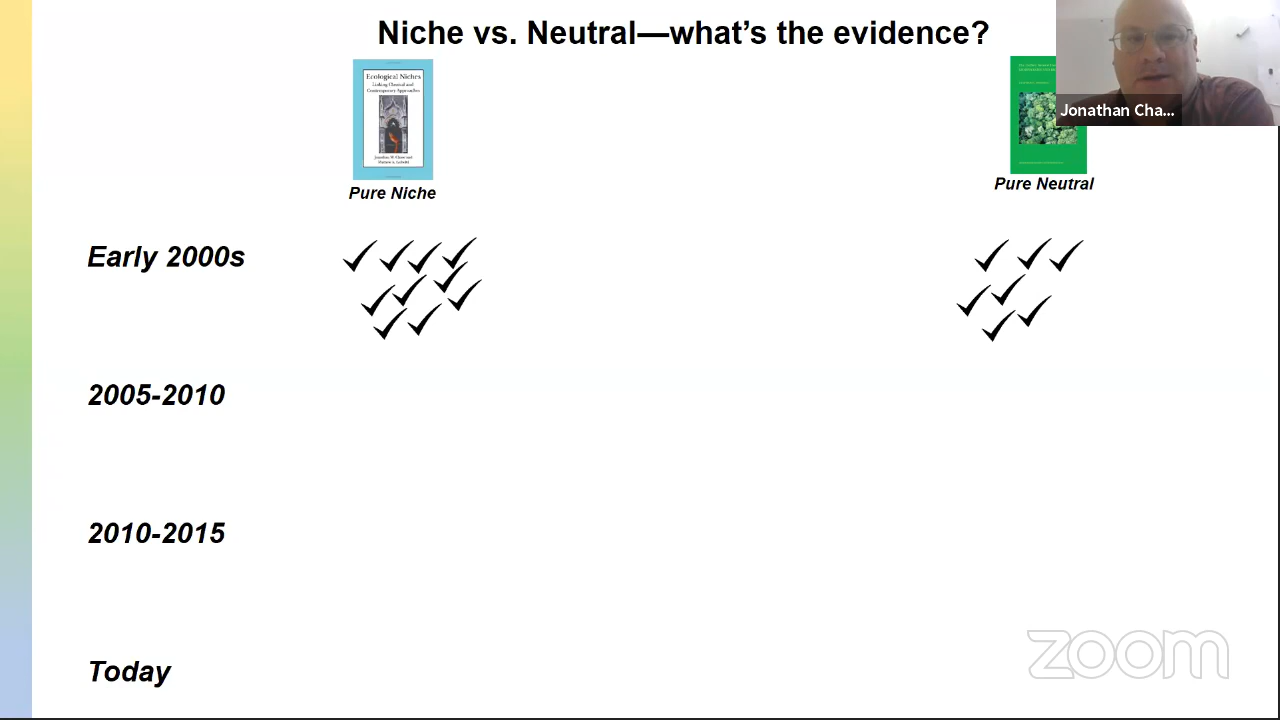 Niche vs. Neutral—what's the evidence?
Ecological Niches
Linking Classical and
Contemporary Approaches
Jonathan Cha...
Pure Niche
Pure Neutral
Early 2000s
2005-2010
2010-2015
Today
zoom